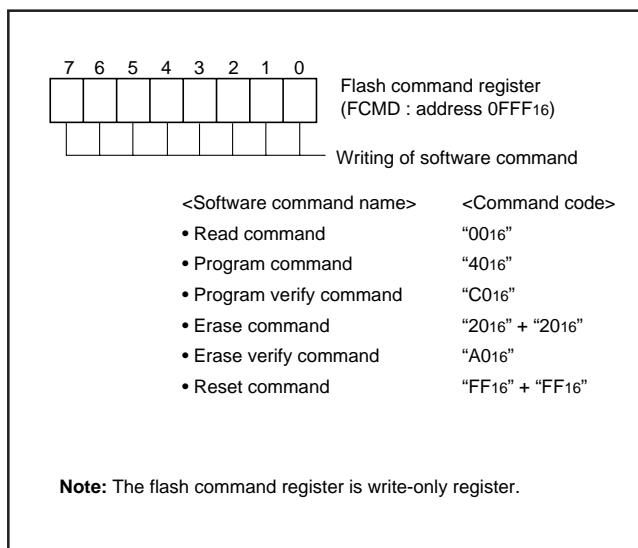 7 6 5 4 3 2 1 0
Flash command register
(FCMD : address 0FFF16)
Writing of software command
<Software command name> <Command code>
• Read command “0016”
• Program command “4016”
• Program verify command “C016”
• Erase command “2016” + “2016”
• Erase verify command “A016”
• Reset command “FF16” + “FF16”
Note: The flash command register is write-only register.